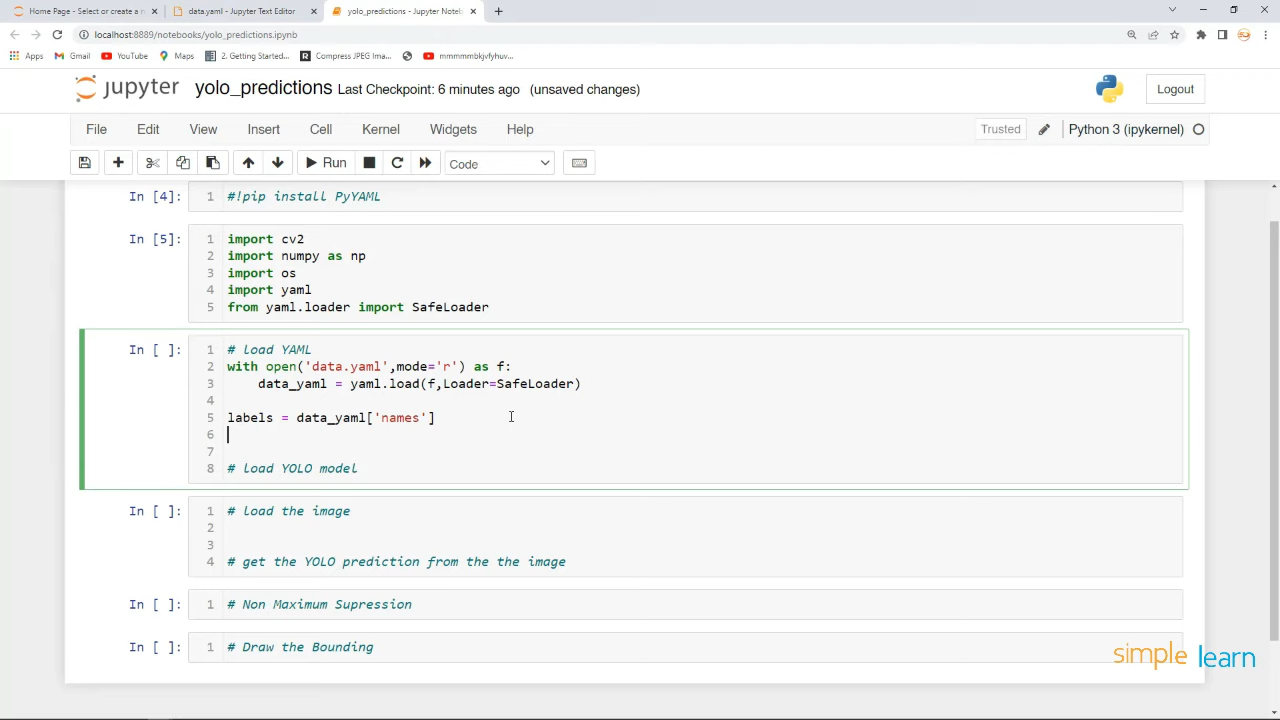 Home Page - Select or create a n
data.yaml - Jupyter Text Editor
yolo_predictions - Jupyter Noteb
localhost:8889/notebooks/yolo_predictions.ipynb
Apps
Gmail
YouTube
Maps
2. Getting Started...
Compress JPEG Ima...
mmmmmbkjvfyhuv...
jupyter
yolo_predictions Last Checkpoint: 6 minutes ago (unsaved changes)
Logout
File Edit View Insert Cell Kernel Widgets Help
Trusted
Python 3 (ipykernel)
Run
Code
In [4]:
1 #!pip install PyYAML
In [5]:
1 import cv2
2 import numpy as np
3 import os
4 import yaml
5 from yaml.loader import SafeLoader
In [ ]:
1 # load YAML
2 with open('data.yaml',mode='r') as f:
3     data_yaml = yaml.load(f,Loader=SafeLoader)
4
5 labels = data_yaml['names']
6
7
8 # load YOLO model
In [ ]:
1 # load the image
2
3
4 # get the YOLO prediction from the the image
In [ ]:
1 # Non Maximum Supression
In [ ]:
1 # Draw the Bounding
simplelearn